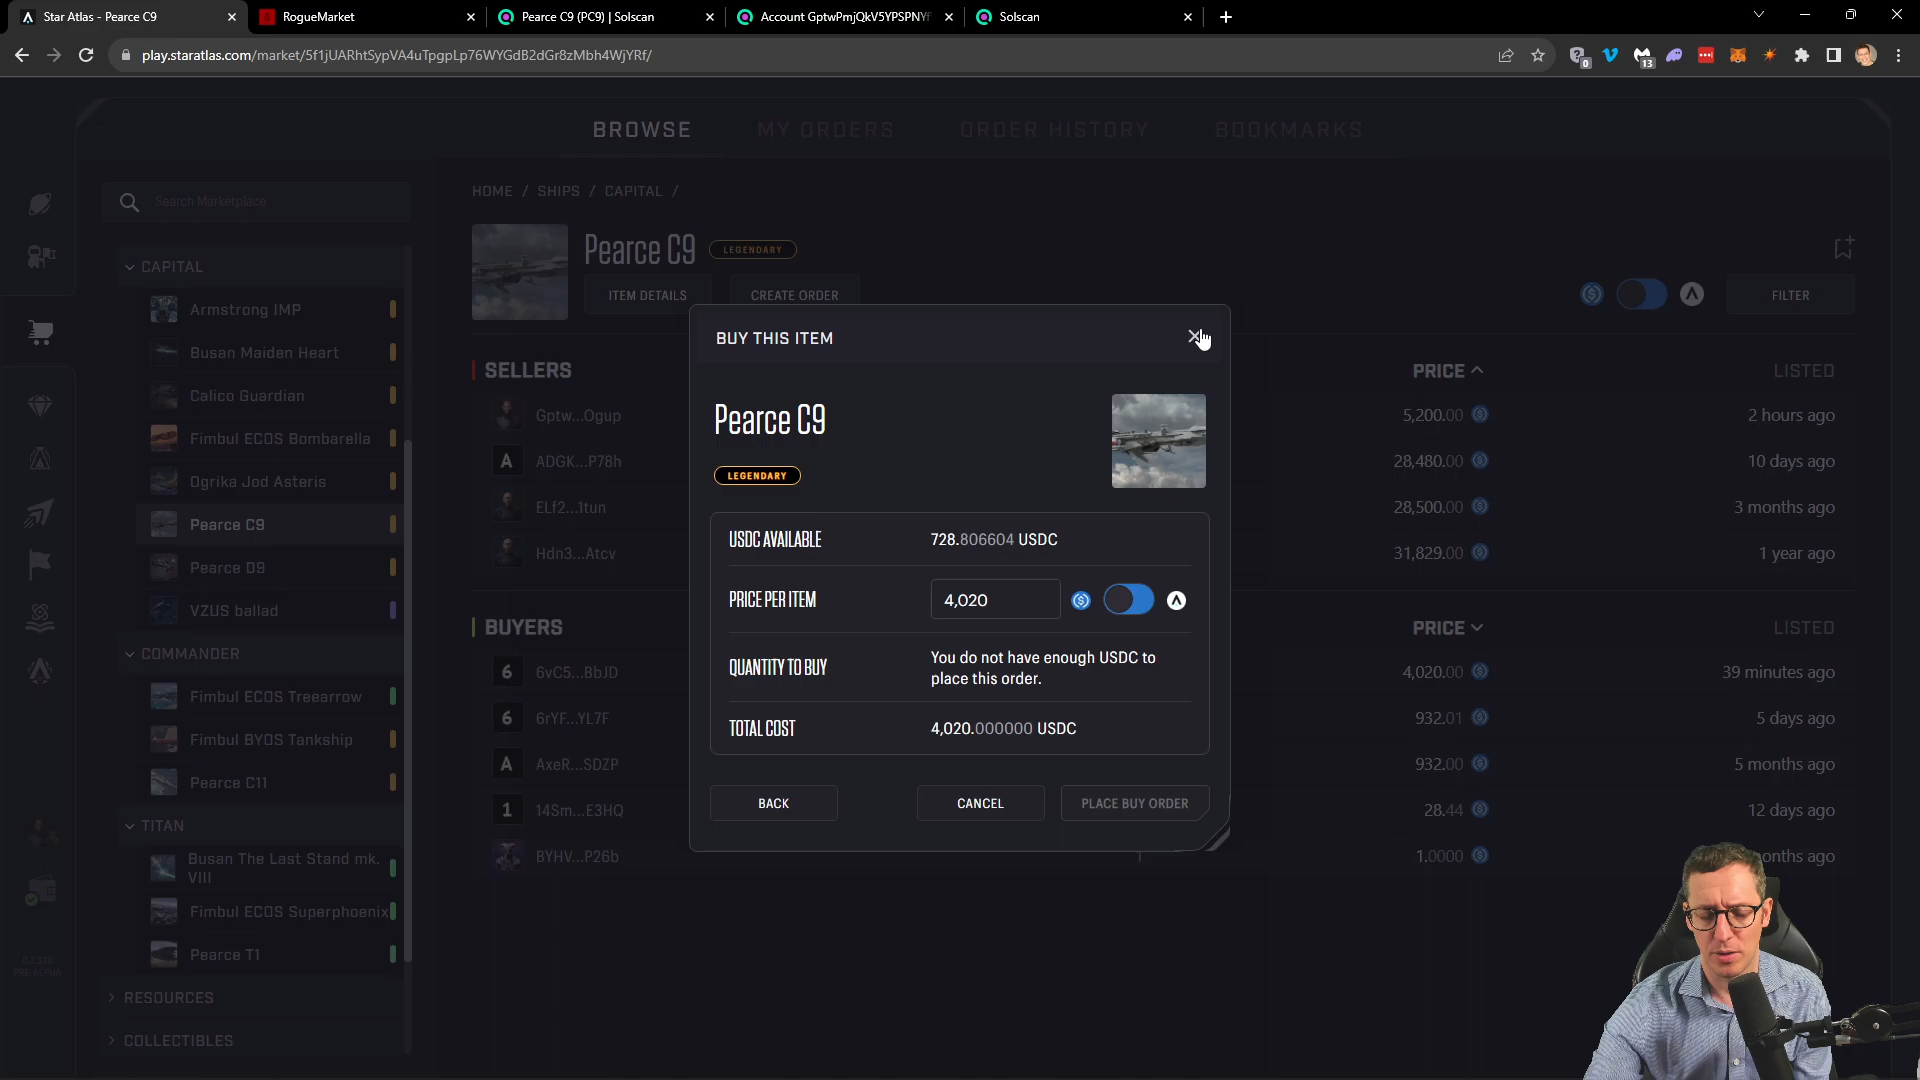 Star Atlas - Pearce C9
RogueMarket
Pearce C9 (PC9) | Solscan
Account GptwPmjQkV5YPSPNYF
Solscan
play.staratlas.com/market/5f1jUARhtSypVA4uTpgpLp76WYGdB2dGr8zMbh4WjYRf/
0
13
BROWSE
MY ORDERS
ORDER HISTORY
BOOKMARKS
Search Marketplace
HOME / SHIPS / CAPITAL /
Pearce C9
LEGENDARY
ITEM DETAILS
CREATE ORDER
FILTER
CAPITAL
Armstrong IMP
Busan Maiden Heart
Calico Guardian
Fimbul ECOS Bombarella
Ogrika Jod Asteris
Pearce C9
Pearce D9
VZUS ballad
COMMANDER
Fimbul ECOS Treearrow
Fimbul BYOS Tankship
Pearce C11
TITAN
Busan The Last Stand mk.
VIII
Fimbul ECOS Superphoenix
Pearce T1
RESOURCES
COLLECTIBLES
PRE-ALPHA
SELLERS
PRICE
LISTED
Gptw...Ogup
5,200.00
2 hours ago
A
ADGK...P78h
28,480.00
10 days ago
ELf2...1tun
28,500.00
3 months ago
Hdn3...Atcv
31,829.00
1 year ago
BUYERS
PRICE
LISTED
6
6vC5...BbJD
4,020.00
39 minutes ago
6
6rYF...YL7F
932.01
5 days ago
A
AxeR...SDZP
932.00
5 months ago
1
14Sm...E3HQ
28.44
12 days ago
BYHV...P26b
1
1.0000
onths ago
BUY THIS ITEM
Pearce C9
LEGENDARY
USDC AVAILABLE
728.806604 USDC
PRICE PER ITEM
4,020
QUANTITY TO BUY
You do not have enough USDC to
place this order.
TOTAL COST
4,020.000000 USDC
BACK
CANCEL
PLACE BUY ORDER